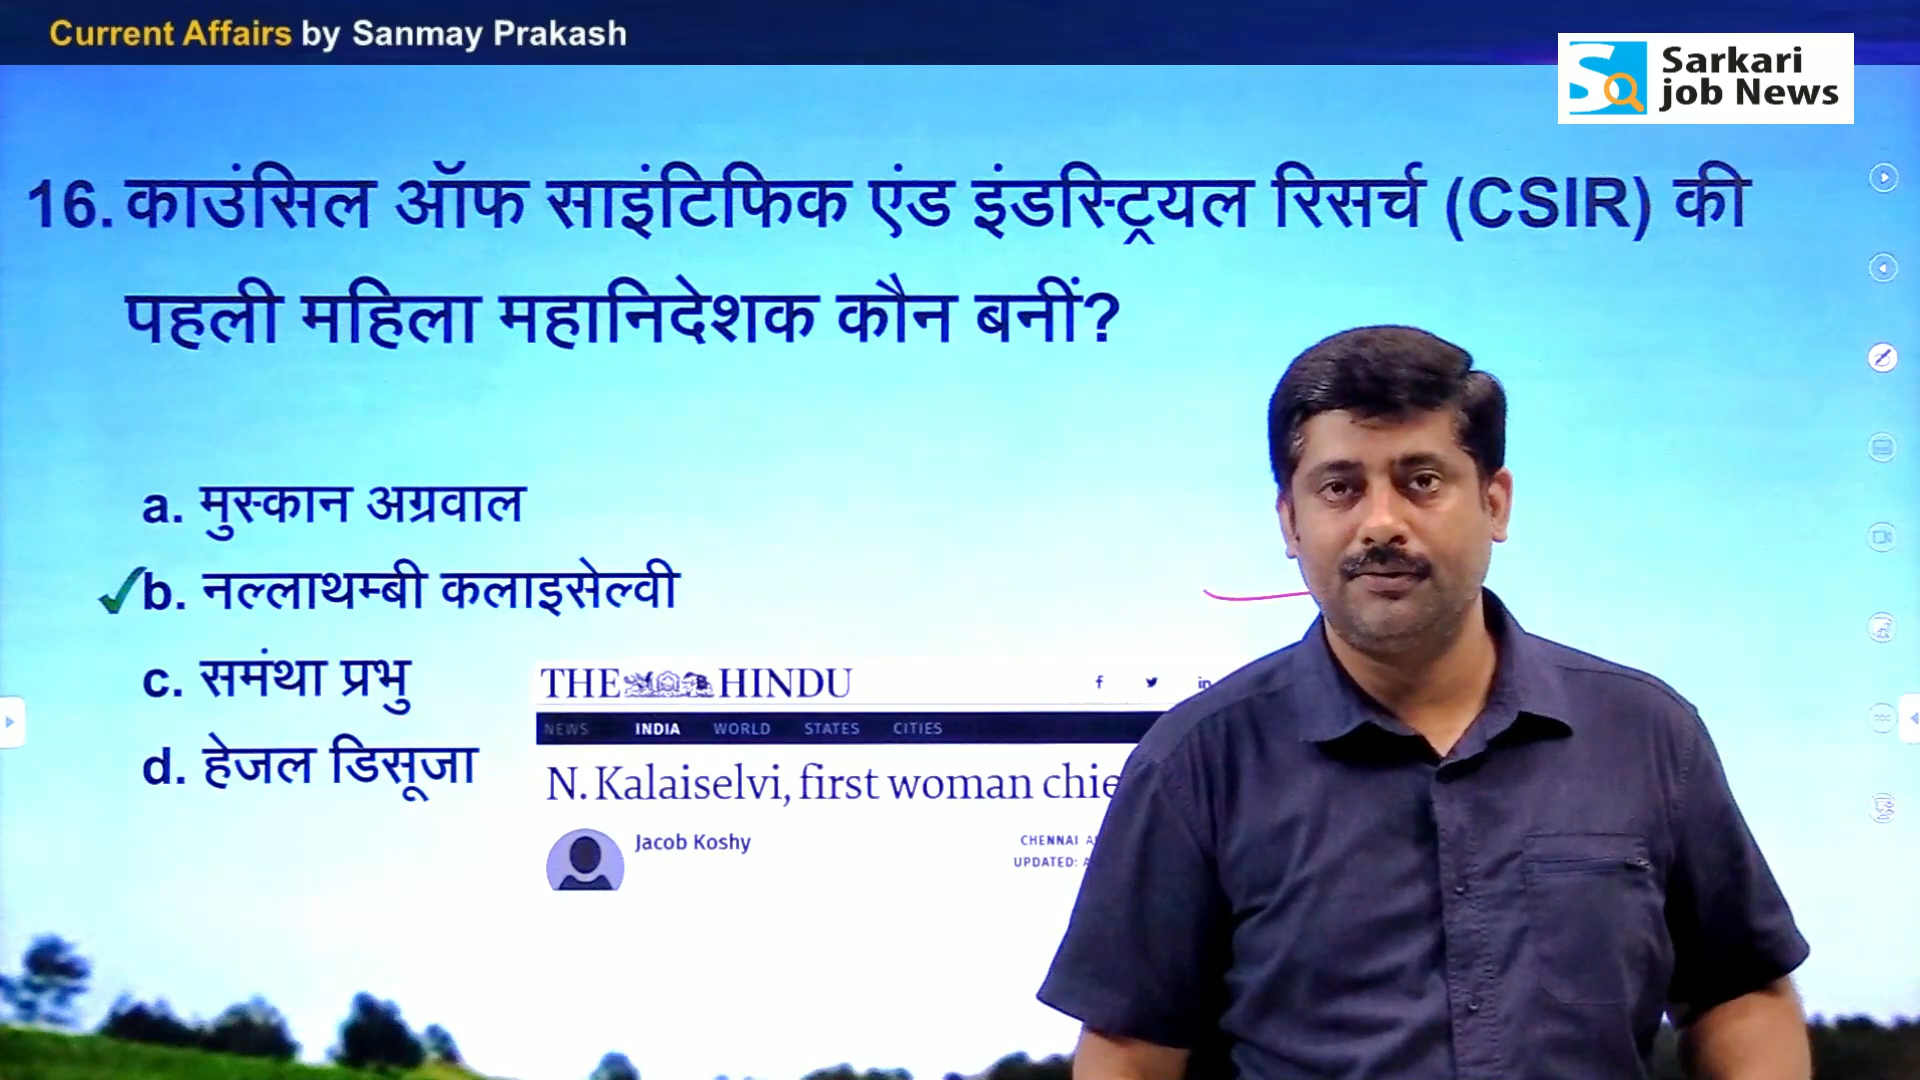 Current Affairs by Sanmay Prakash
Sarkari
job News
16. काउंसिल ऑफ साइंटिफिक एंड इंडस्ट्रियल रिसर्च (CSIR) की
पहली महिला महानिदेशक कौन बनीं?
a. मुस्कान अग्रवाल
b. नल्लाथम्बी कलाइसेल्वी
c. समंथा प्रभु
d. हेजल डिसूजा
THE HINDU
NEWS INDIA WORLD STATES CITIES
N. Kalaiselvi, first woman
Jacob Koshy
CHENNAI
UPDATED: